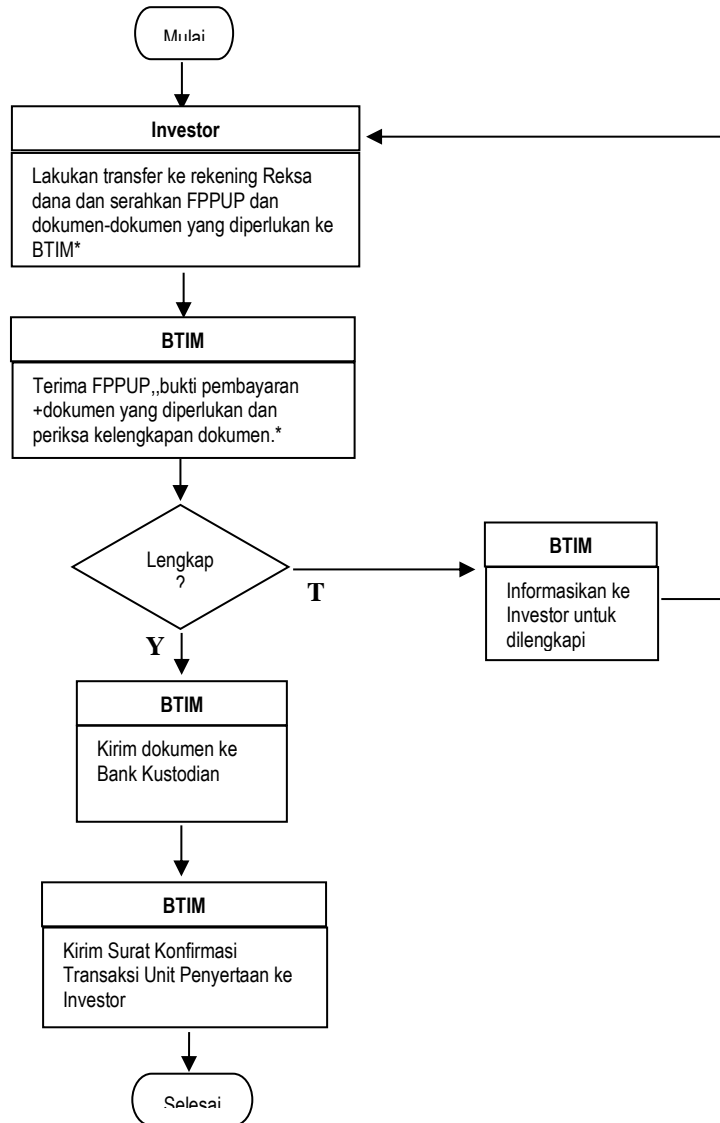 Mulai
Investor
Lakukan transfer ke rekening Reksa
dana dan serahkan FPPUP dan
dokumen-dokumen yang diperlukan ke
BTIM*
BTIM
Terima FPPUP,,bukti pembayaran
+dokumen yang diperlukan dan
periksa kelengkapan dokumen.*
Lengkap
?
T
BTIM
Informasikan ke
Investor untuk
dilengkapi
Y
BTIM
Kirim dokumen ke
Bank Kustodian
BTIM
Kirim Surat Konfirmasi
Transaksi Unit Penyertaan ke
Investor
Selesai